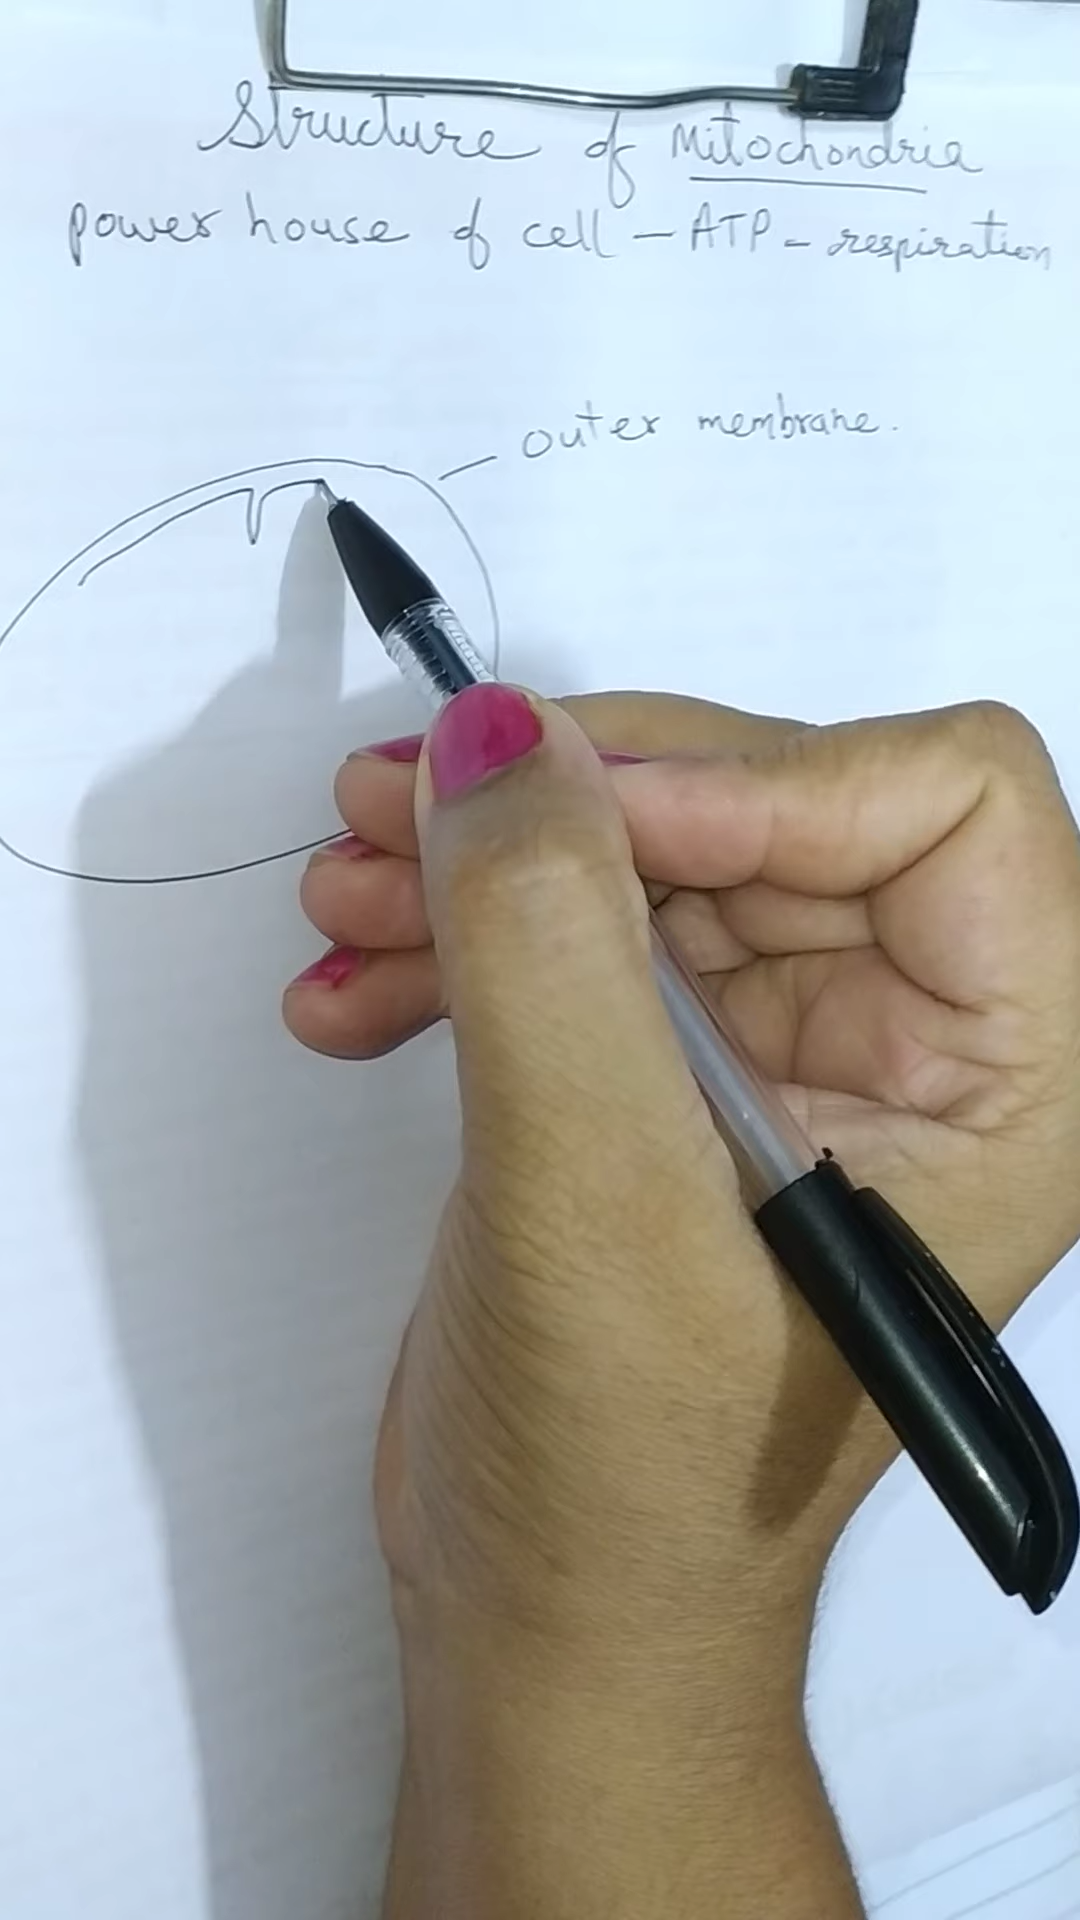 Structure of Mitochondria
power house of cell - ATP - respiration
outer membrane.